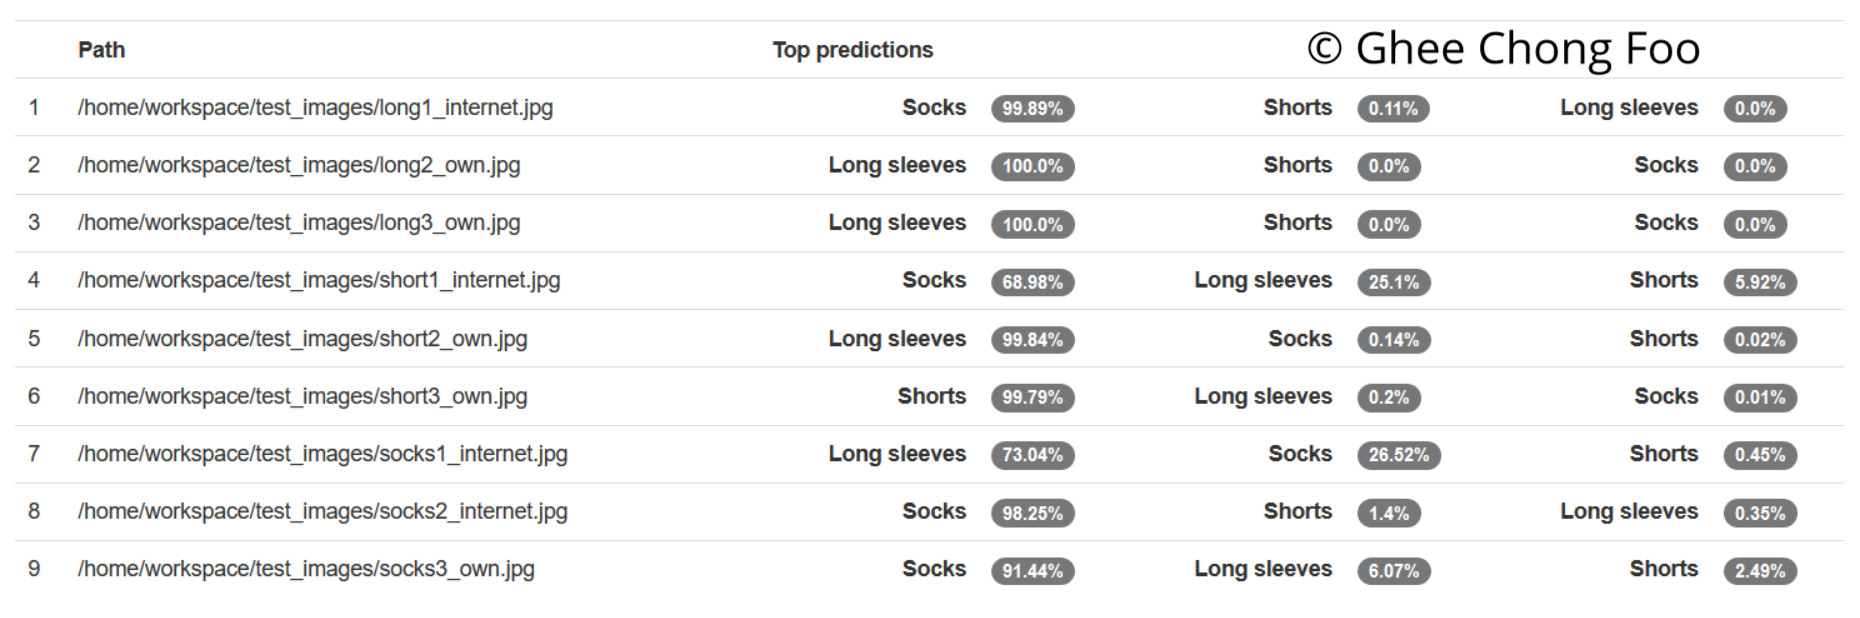 Path Top predictions © Ghee Chong Foo
1 /home/workspace/test_images/long1_internet.jpg Socks 99.89% Shorts 0.11% Long sleeves 0.0%
2 /home/workspace/test_images/long2_own.jpg Long sleeves 100.0% Shorts 0.0% Socks 0.0%
3 /home/workspace/test_images/long3_own.jpg Long sleeves 100.0% Shorts 0.0% Socks 0.0%
4 /home/workspace/test_images/short1_internet.jpg Socks 68.98% Long sleeves 25.1% Shorts 5.92%
5 /home/workspace/test_images/short2_own.jpg Long sleeves 99.84% Socks 0.14% Shorts 0.02%
6 /home/workspace/test_images/short3_own.jpg Shorts 99.79% Long sleeves 0.2% Socks 0.01%
7 /home/workspace/test_images/socks1_internet.jpg Long sleeves 73.04% Socks 26.52% Shorts 0.45%
8 /home/workspace/test_images/socks2_internet.jpg Socks 98.25% Shorts 1.4% Long sleeves 0.35%
9 /home/workspace/test_images/socks3_own.jpg Socks 91.44% Long sleeves 6.07% Shorts 2.49%